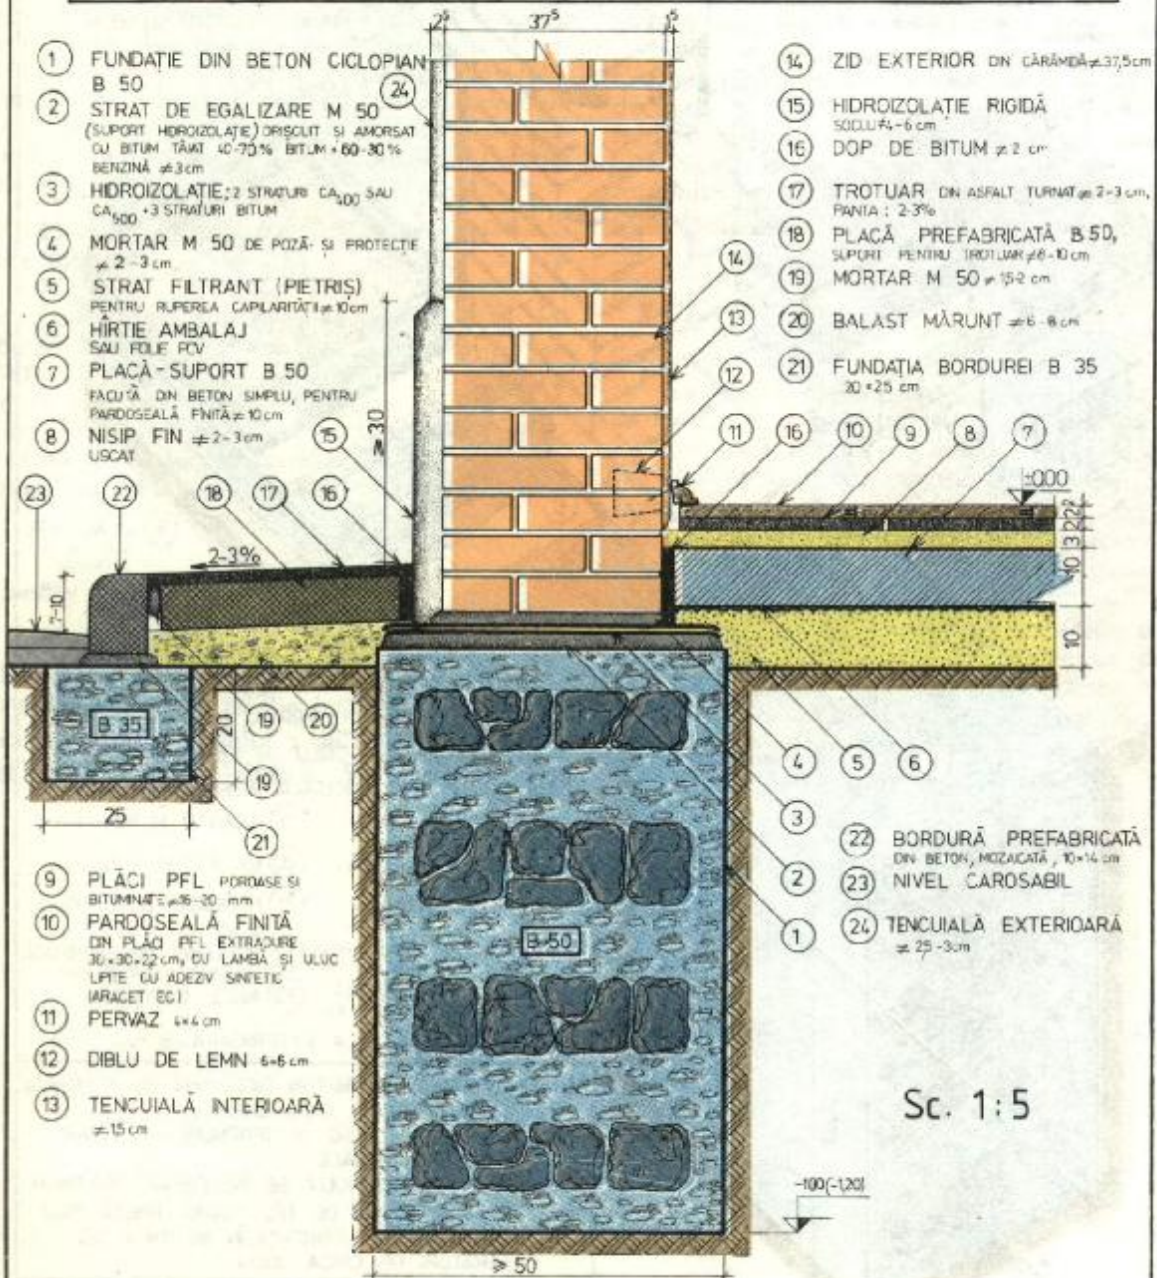 2⁵ 37⁵ 1⁵
1 FUNDAȚIE DIN BETON CICLOPIAN
B 50
2 STRAT DE EGALIZARE M 50
(SUPORT HIDROIZOLAȚIE) DRIȘCUIT ȘI AMORSAT
CU BITUM TĂIAT 40-70% BITUM + 60-30%
BENZINĂ ≠ 3 cm
3 HIDROIZOLAȚIE; 2 STRATURI CA400 SAU
CA500 +3 STRATURI BITUM
4 MORTAR M 50 DE POZĂ- ȘI PROTECȚIE
≠ 2-3 cm
5 STRAT FILTRANT (PIETRIȘ)
PENTRU RUPEREA CAPILARITĂȚII ≠ 10cm
6 HÎRTIE AMBALAJ
SAU FOLIE PCV
7 PLACĂ-SUPORT B 50
FĂCUTĂ DIN BETON SIMPLU, PENTRU
PARDOSEALĂ FINITĂ ≠ 10 cm
8 NISIP FIN ≠ 2-3 cm
USCAT
14 ZID EXTERIOR DIN CĂRĂMIDĂ ≠ 37,5 cm
15 HIDROIZOLAȚIE RIGIDĂ
SOCLU ≠ 4-6 cm
16 DOP DE BITUM ≠ 2 cm
17 TROTUAR DIN ASFALT TURNAT ≠ 2-3 cm,
PANTA: 2-3%
18 PLACĂ PREFABRICATĂ B 50,
SUPORT PENTRU TROTUAR ≠ 8-10 cm
19 MORTAR M 50 ≠ 1,5-2 cm
20 BALAST MĂRUNT ≠ 6-8 cm
21 FUNDAȚIA BORDUREI B 35
20×25 cm
24
14
13
12
≥ 30
15
11 16 10 9 8 7
23 22 18 17 16
±0,00
2-3%
7-10
2 2 3 10
10
B 35
20
19 20
19
21
25
4 5 6
3
2
1
B-50
9 PLĂCI PFL POROASE ȘI
BITUMINATE ≠ 16-20 mm
10 PARDOSEALĂ FINITĂ
DIN PLĂCI PFL EXTRADURE
30×30×2,2 cm, CU LAMBĂ ȘI ULUC
LIPITE CU ADEZIV SINTETIC
(ARACET EC)
11 PERVAZ 4×4 cm
12 DIBLU DE LEMN 6×6 cm
13 TENCUIALĂ INTERIOARĂ
≠ 1,5 cm
22 BORDURĂ PREFABRICATĂ
DIN BETON, MOZAICATĂ, 10×14 cm
23 NIVEL CAROSABIL
24 TENCUIALĂ EXTERIOARĂ
≠ 2,5-3cm
Sc. 1:5
-1,00 (-1,20)
≥ 50